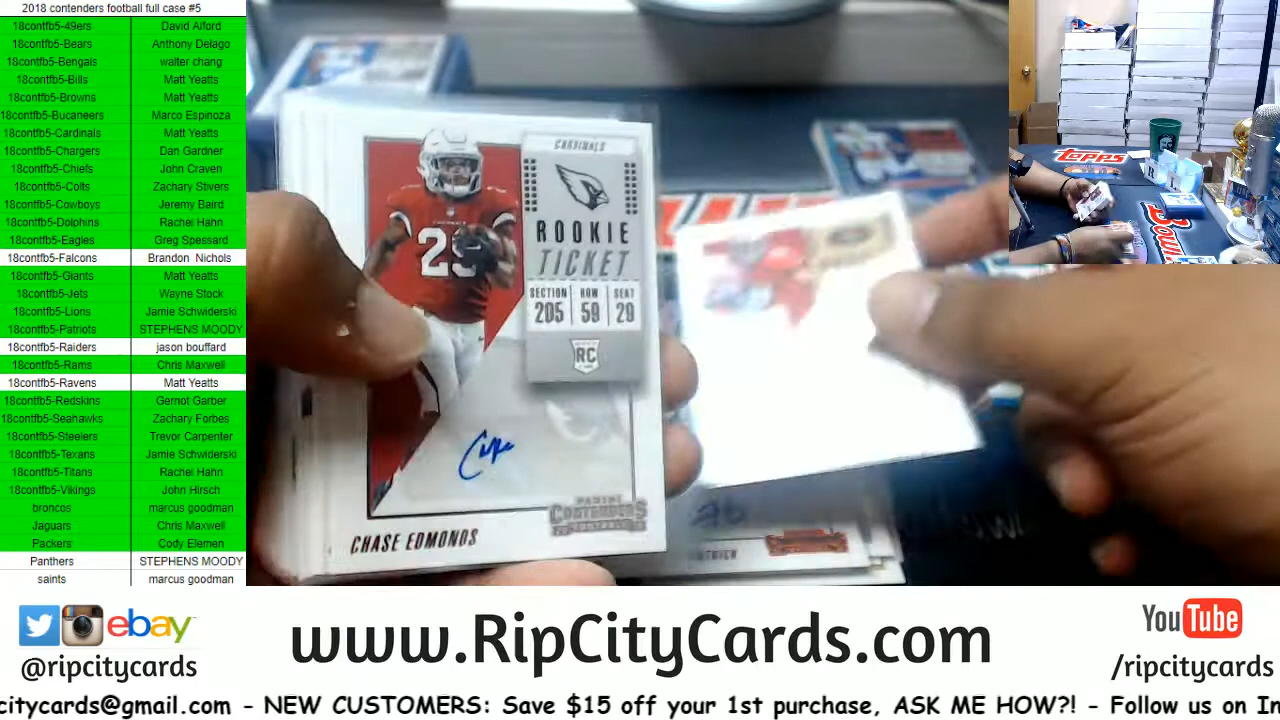 2018 contenders football full case #5
18contfb5-49ers David Alford
18contfb5-Bears Anthony Delago
18contfb5-Bengals walter chang
18contfb5-Bills Matt Yeatts
18contfb5-Browns Matt Yeatts
18contfb5-Bucaneers Marco Espinoza
18contfb5-Cardinals Matt Yeatts
18contfb5-Chargers Dan Gardner
18contfb5-Chiefs John Craven
18contfb5-Colts Zachary Stivers
18contfb5-Cowboys Jeremy Baird
18contfb5-Dolphins Rachel Hahn
18contfb5-Eagles Greg Spessard
18contfb5-Falcons Brandon Nichols
18contfb5-Giants Matt Yeatts
18contfb5-Jets Wayne Stock
18contfb5-Lions Jamie Schwiderski
18contfb5-Patriots STEPHENS MOODY
18contfb5-Raiders jason bouffard
18contfb5-Rams Chris Maxwell
18contfb5-Ravens Matt Yeatts
18contfb5-Redskins Gernot Garber
18contfb5-Seahawks Zachary Forbes
18contfb5-Steelers Trevor Carpenter
18contfb5-Texans Jamie Schwiderski
18contfb5-Titans Rachel Hahn
18contfb5-Vikings John Hirsch
broncos marcus goodman
Jaguars Chris Maxwell
Packers Cody Elemen
Panthers STEPHENS MOODY
saints marcus goodman
CARDINALS
ROOKIE
TICKET
SECTION ROW SEAT
205 59 29
RC
29
PANINI
CONTENDERS
FOOTBALL
CHASE EDMONDS
TOPPS
ebay
@ripcitycards
www.RipCityCards.com
YouTube
/ripcitycards
citycards@gmail.com - NEW CUSTOMERS: Save $15 off your 1st purchase, ASK ME HOW?! - Follow us on In